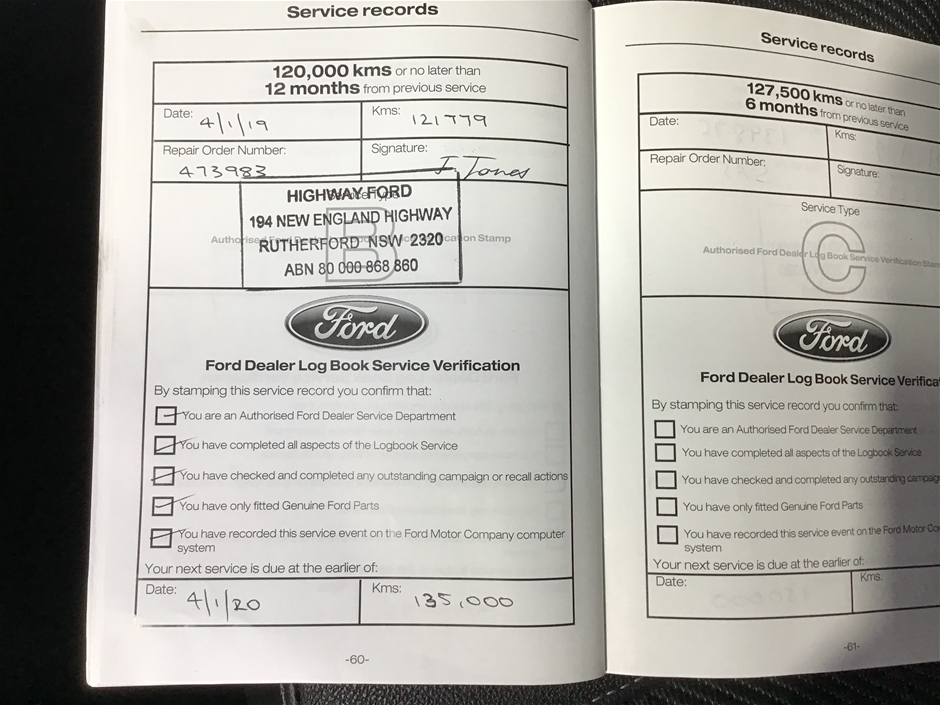 Service records
120,000 kms or no later than
12 months from previous service
Date: 4/1/19
Kms: 121779
Repair Order Number: 473983
Signature: J. Jones
Service Type
B
HIGHWAY FORD
194 NEW ENGLAND HIGHWAY
RUTHERFORD NSW 2320
ABN 80 000 868 860
Authorised Ford cation Stamp
Ford
Ford Dealer Log Book Service Verification
By stamping this service record you confirm that:
You are an Authorised Ford Dealer Service Department
You have completed all aspects of the Logbook Service
You have checked and completed any outstanding campaign or recall actions
You have only fitted Genuine Ford Parts
You have recorded this service event on the Ford Motor Company computer
system
Your next service is due at the earlier of:
Date: 4/1/20
Kms: 135,000
-60-
Service records
127,500 kms or no later than
6 months from previous service
Date:
Kms:
Repair Order Number:
Signature:
Service Type
C
Authorised Ford Dealer Log Book Service Verification Stam
Ford
Ford Dealer Log Book Service Verifica
By stamping this service record you confirm that:
You are an Authorised Ford Dealer Service Department
You have completed all aspects of the Logbook Service
You have checked and completed any outstanding campaig
You have only fitted Genuine Ford Parts
You have recorded this service event on the Ford Motor Co
system
Your next service is due at the earlier of:
Date:
Kms:
-61-